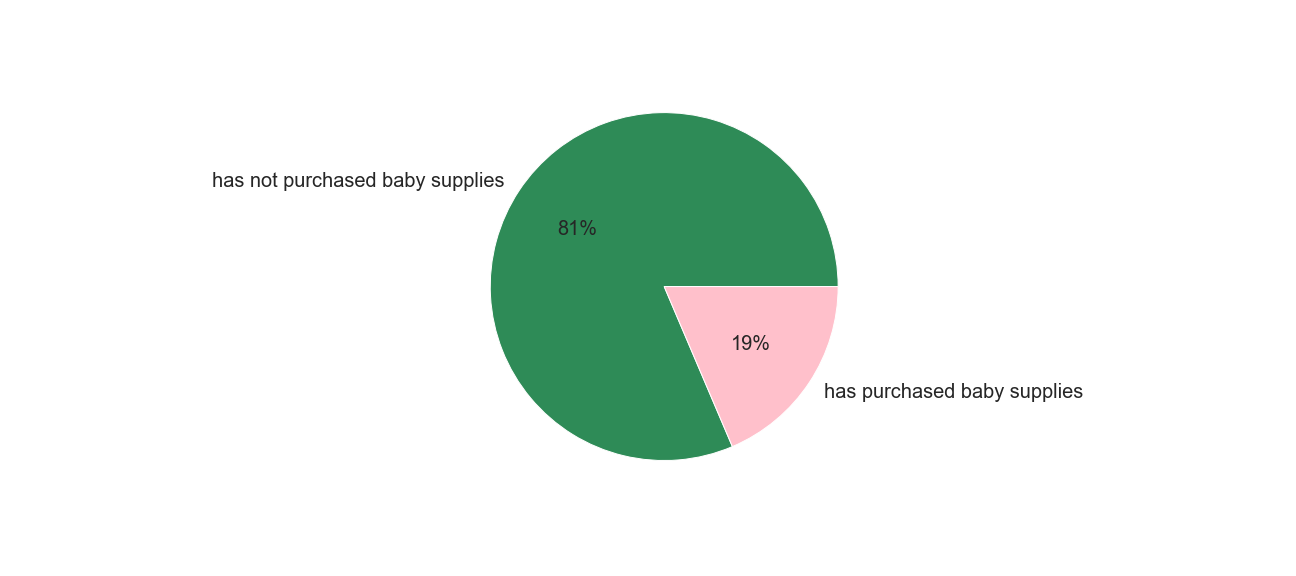 has not purchased baby supplies
81%
19%
has purchased baby supplies